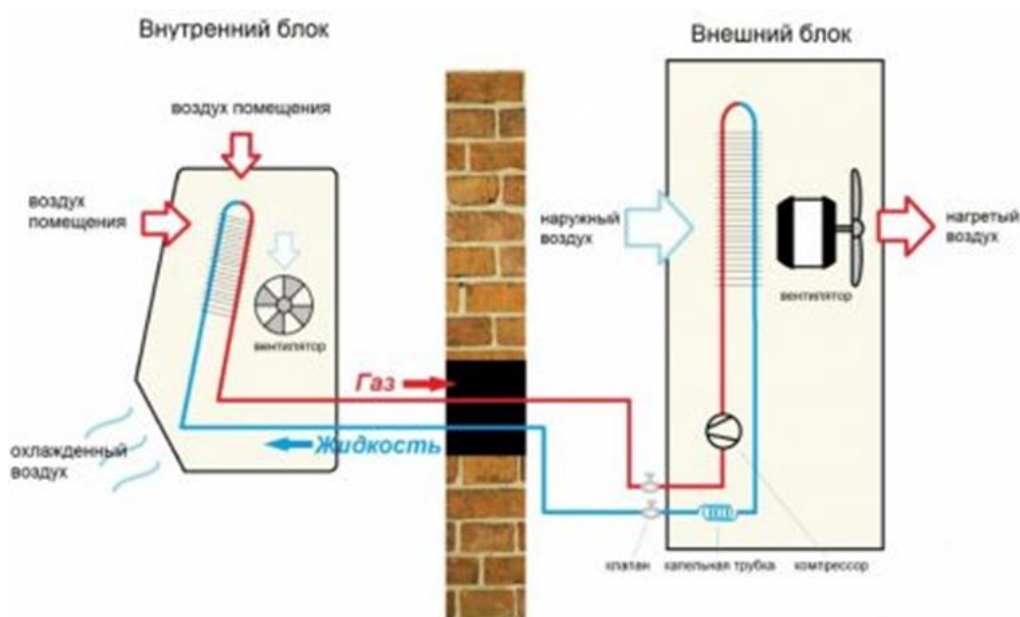 Внутренний блок
Внешний блок
воздух помещения
воздух
помещения
наружный
воздух
нагретый
воздух
вентилятор
вентилятор
Газ
Жидкость
охлажденный
воздух
клапан
капельная трубка
компрессор